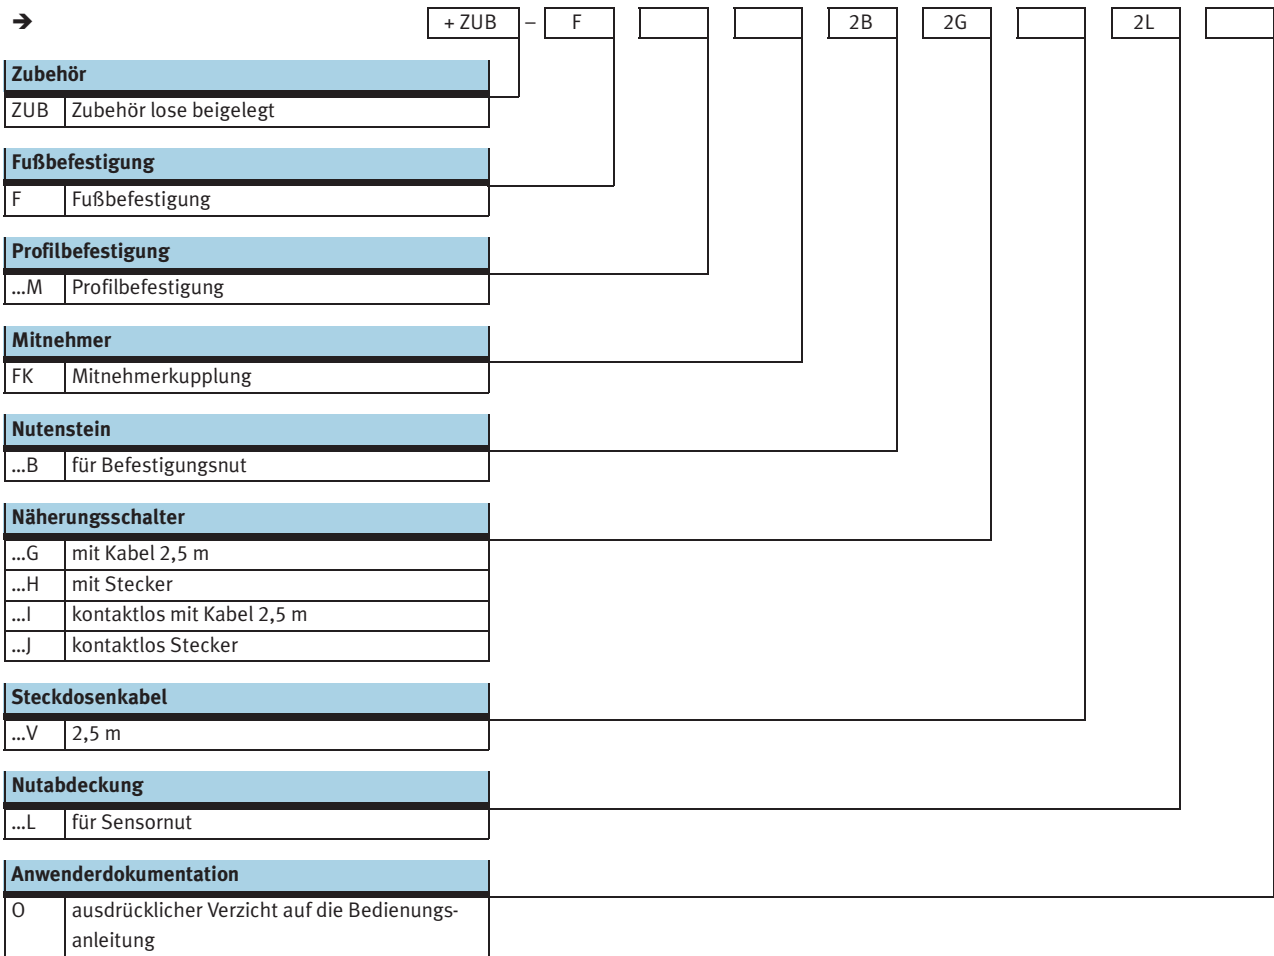 ➔ + ZUB – F 2B 2G 2L
Zubehör
ZUB Zubehör lose beigelegt
Fußbefestigung
F Fußbefestigung
Profilbefestigung
...M Profilbefestigung
Mitnehmer
FK Mitnehmerkupplung
Nutenstein
...B für Befestigungsnut
Näherungsschalter
...G mit Kabel 2,5 m
...H mit Stecker
...I kontaktlos mit Kabel 2,5 m
...J kontaktlos Stecker
Steckdosenkabel
...V 2,5 m
Nutabdeckung
...L für Sensornut
Anwenderdokumentation
O ausdrücklicher Verzicht auf die Bedienungs-
anleitung